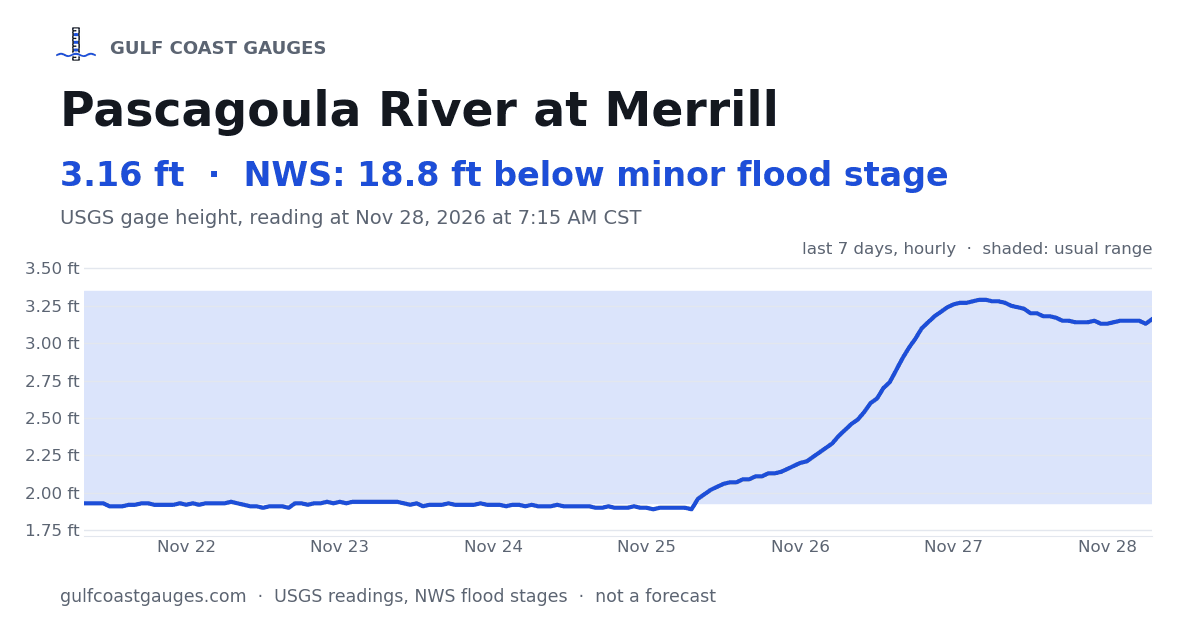 GULF COAST GAUGES
Pascagoula River at Merrill
3.16 ft · NWS: 18.8 ft below minor flood stage
USGS gage height, reading at Nov 28, 2026 at 7:15 AM CST
last 7 days, hourly · shaded: usual range
3.50 ft
3.25 ft
3.00 ft
2.75 ft
2.50 ft
2.25 ft
2.00 ft
1.75 ft
Nov 22 Nov 23 Nov 24 Nov 25 Nov 26 Nov 27 Nov 28
gulfcoastgauges.com · USGS readings, NWS flood stages · not a forecast